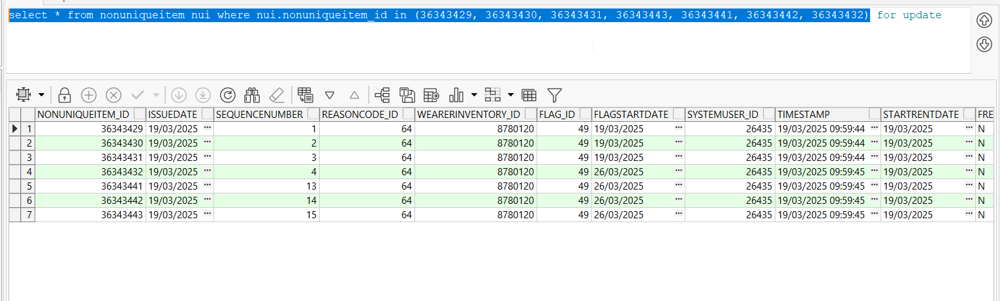 select * from nonuniqueitem nui where nui.nonuniqueitem_id in (36343429, 36343430, 36343431, 36343443, 36343441, 36343442, 36343432) for update
NONUNIQUEITEM_ID ISSUEDATE SEQUENCENUMBER REASONCODE_ID WEARERINVENTORY_ID FLAG_ID FLAGSTARTDATE SYSTEMUSER_ID TIMESTAMP STARTRENTDATE FRE
1 36343429 19/03/2025 ... 1 64 8780120 49 19/03/2025 ... 26435 19/03/2025 09:59:44 ... 19/03/2025 ... N
2 36343430 19/03/2025 ... 2 64 8780120 49 19/03/2025 ... 26435 19/03/2025 09:59:44 ... 19/03/2025 ... N
3 36343431 19/03/2025 ... 3 64 8780120 49 19/03/2025 ... 26435 19/03/2025 09:59:44 ... 19/03/2025 ... N
4 36343432 19/03/2025 ... 4 64 8780120 49 26/03/2025 ... 26435 19/03/2025 09:59:45 ... 19/03/2025 ... N
5 36343441 19/03/2025 ... 13 64 8780120 49 26/03/2025 ... 26435 19/03/2025 09:59:45 ... 19/03/2025 ... N
6 36343442 19/03/2025 ... 14 64 8780120 49 26/03/2025 ... 26435 19/03/2025 09:59:45 ... 19/03/2025 ... N
7 36343443 19/03/2025 ... 15 64 8780120 49 26/03/2025 ... 26435 19/03/2025 09:59:45 ... 19/03/2025 ... N